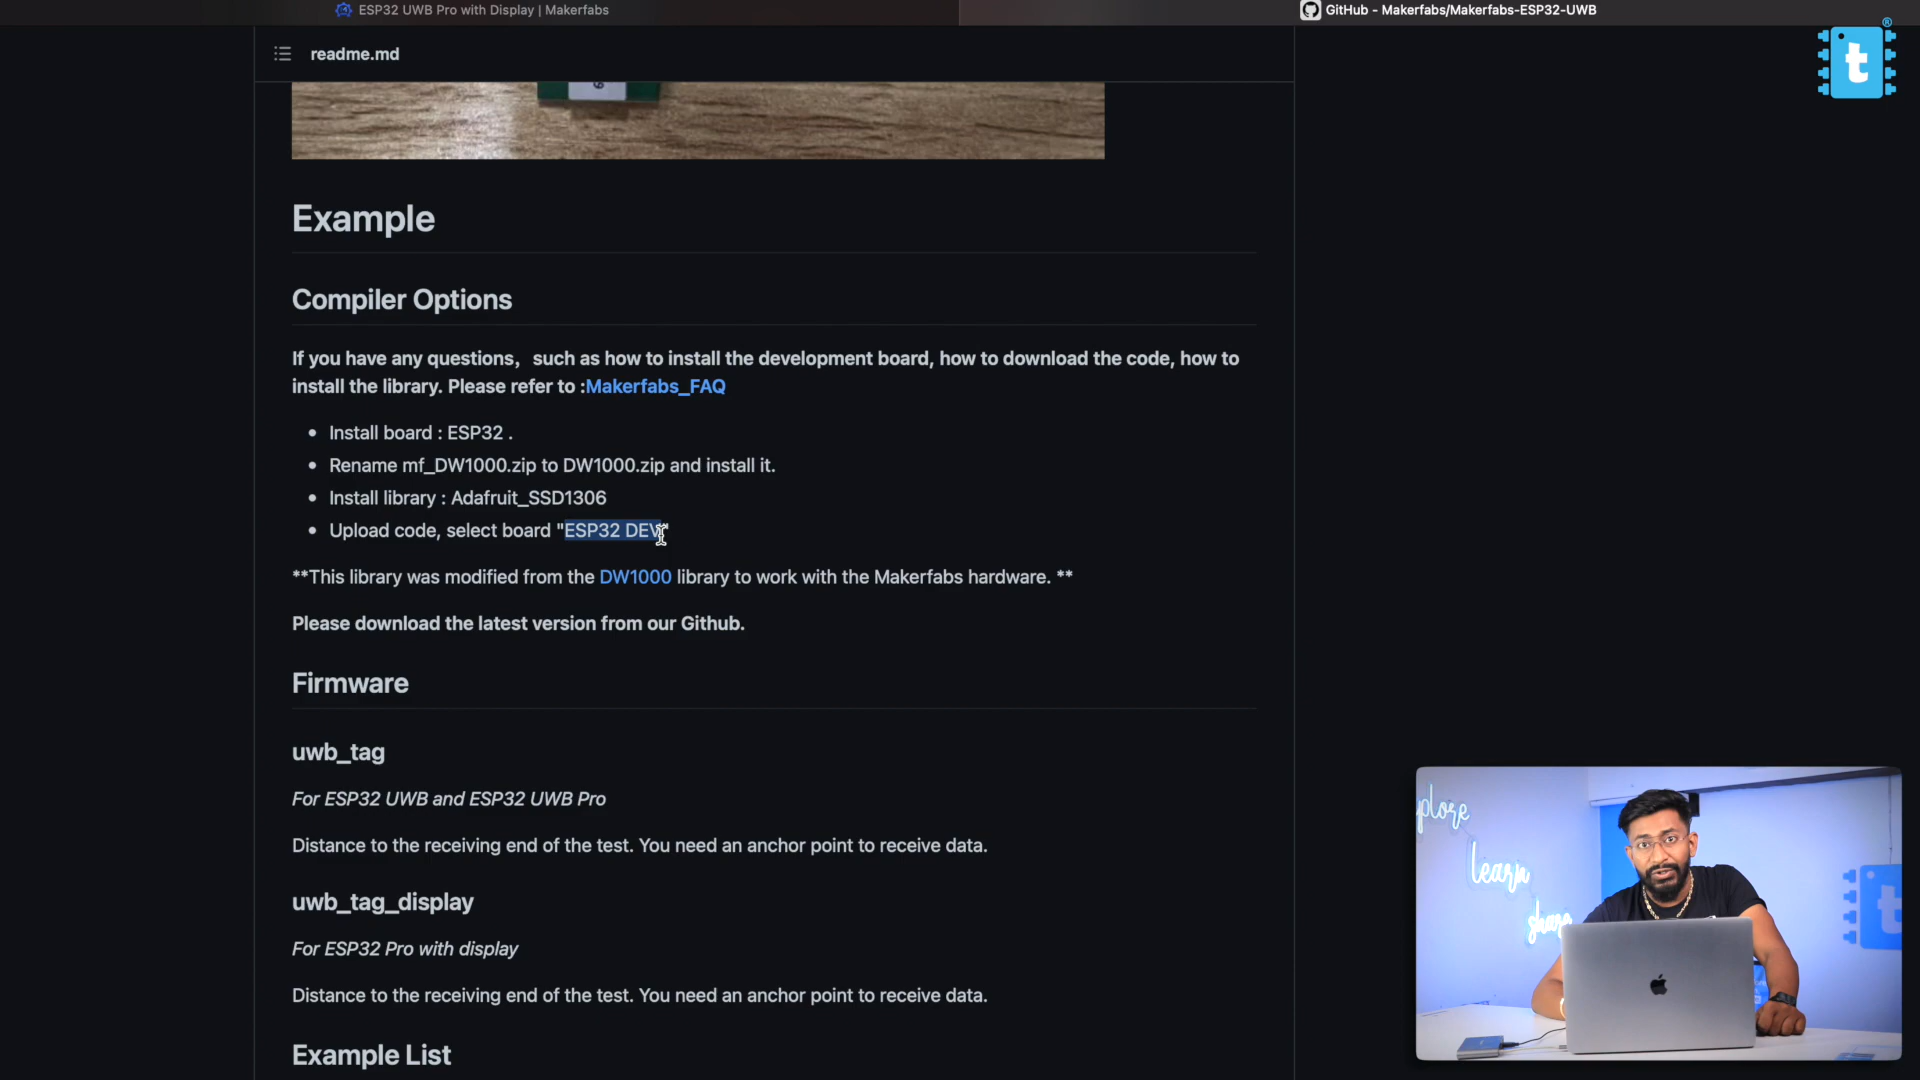 ESP32 UWB Pro with Display | Makerfabs
GitHub - Makerfabs/Makerfabs-ESP32-UWB
t®
readme.md
Example
Compiler Options
If you have any questions， such as how to install the development board, how to download the code, how to
install the library. Please refer to :Makerfabs_FAQ
• Install board : ESP32 .
• Rename mf_DW1000.zip to DW1000.zip and install it.
• Install library : Adafruit_SSD1306
• Upload code, select board "ESP32 DEV"
**This library was modified from the DW1000 library to work with the Makerfabs hardware. **
Please download the latest version from our Github.
Firmware
uwb_tag
For ESP32 UWB and ESP32 UWB Pro
Distance to the receiving end of the test. You need an anchor point to receive data.
uwb_tag_display
For ESP32 Pro with display
Distance to the receiving end of the test. You need an anchor point to receive data.
Example List
plore
learn
share
t